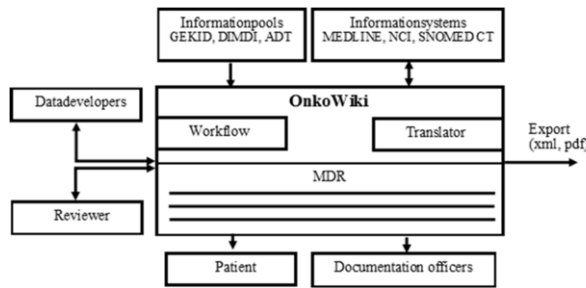 Informationpools
GEKID, DIMDI, ADT
Informationsystems
MEDLINE, NCI, SNOMED CT
Datadevelopers
OnkoWiki
Workflow
Translator
Export
(xml, pdf)
MDR
Reviewer
Patient
Documentation officers